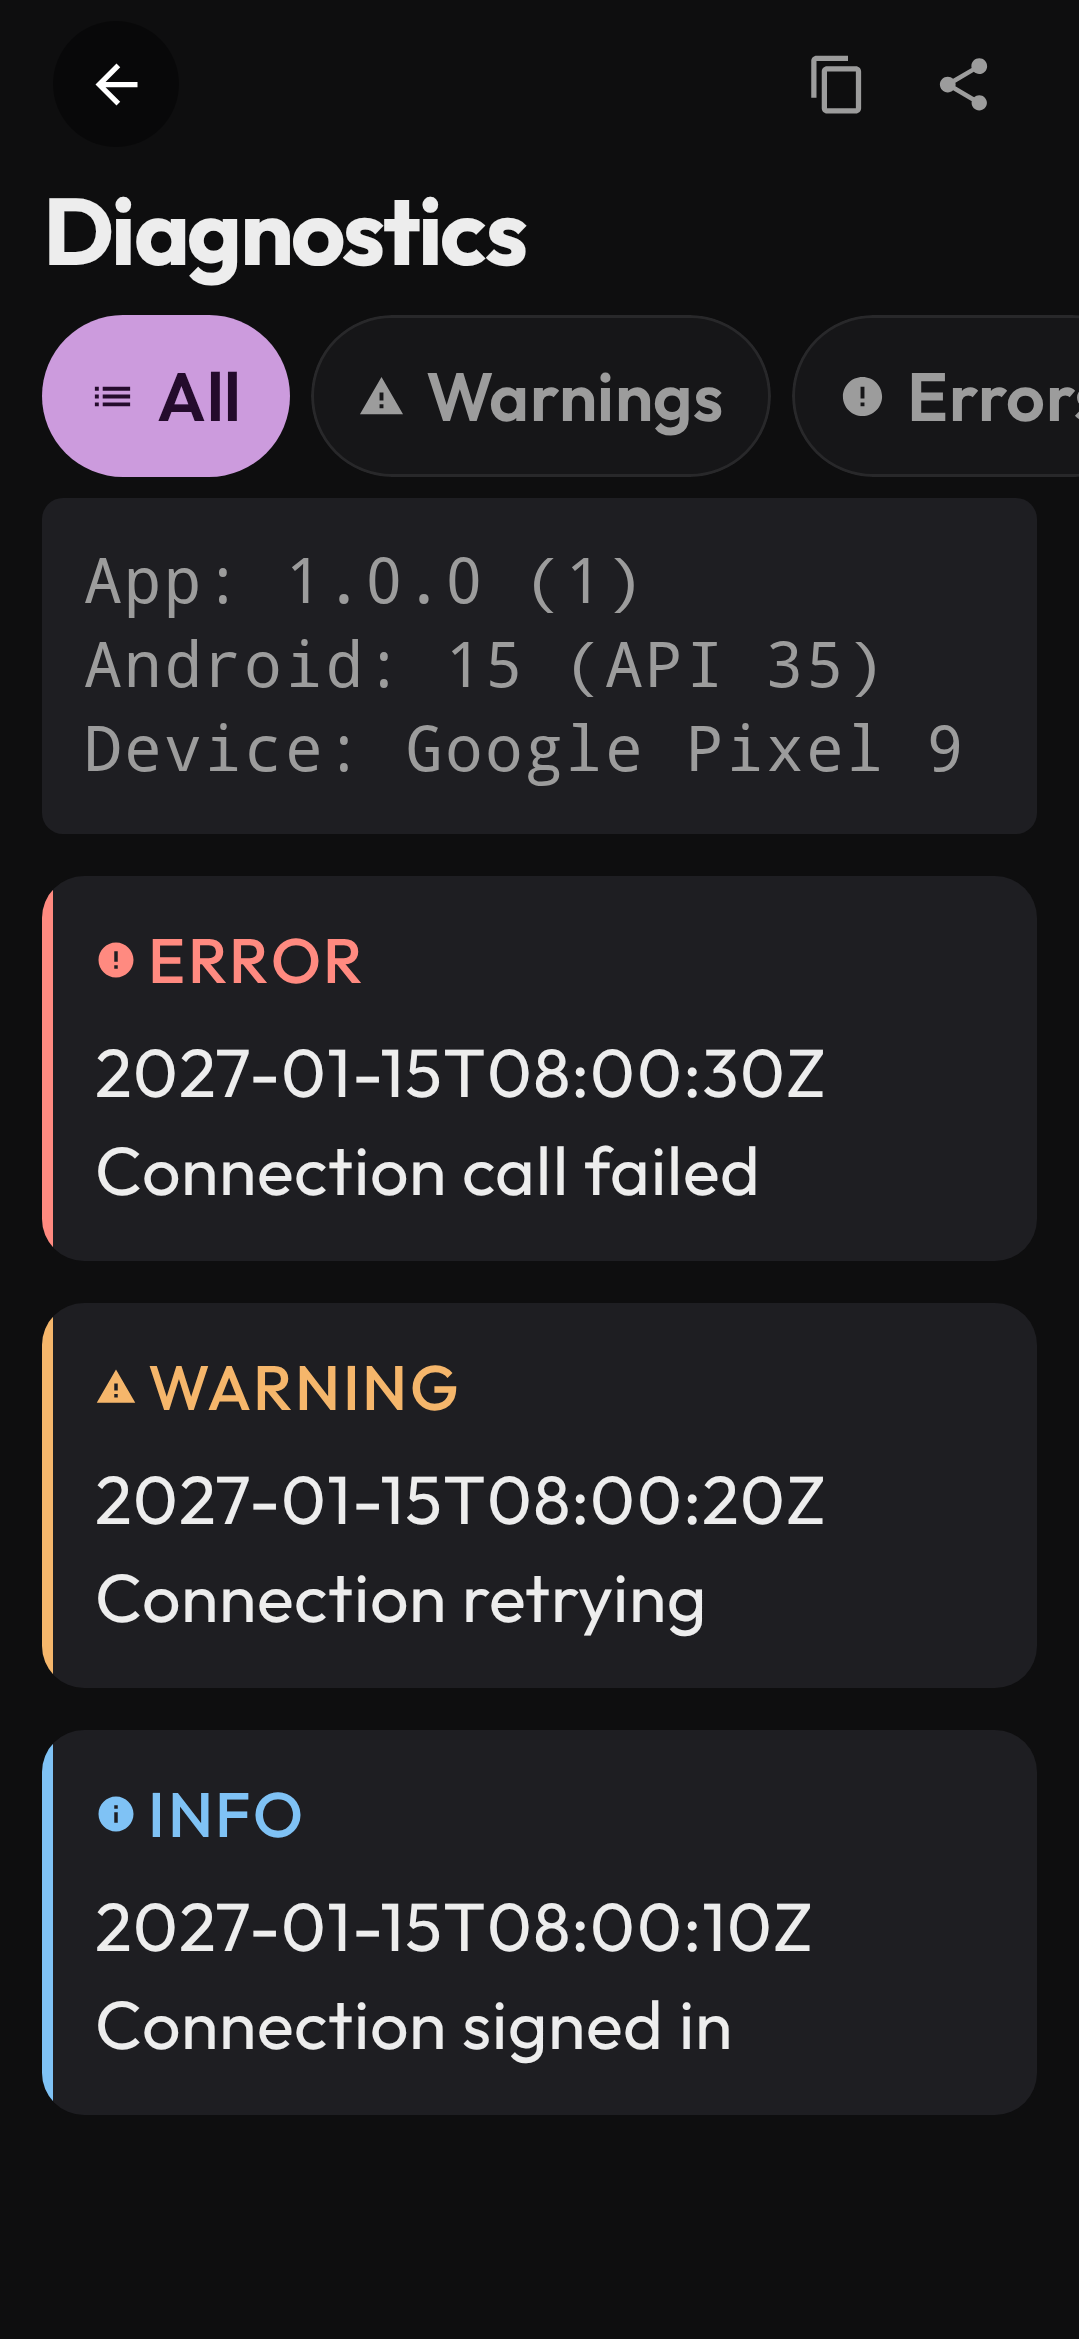 Diagnostics
All
Warnings
Errors
App: 1.0.0 (1)
Android: 15 (API 35)
Device: Google Pixel 9
ERROR
2027-01-15T08:00:30Z
Connection call failed
WARNING
2027-01-15T08:00:20Z
Connection retrying
INFO
2027-01-15T08:00:10Z
Connection signed in